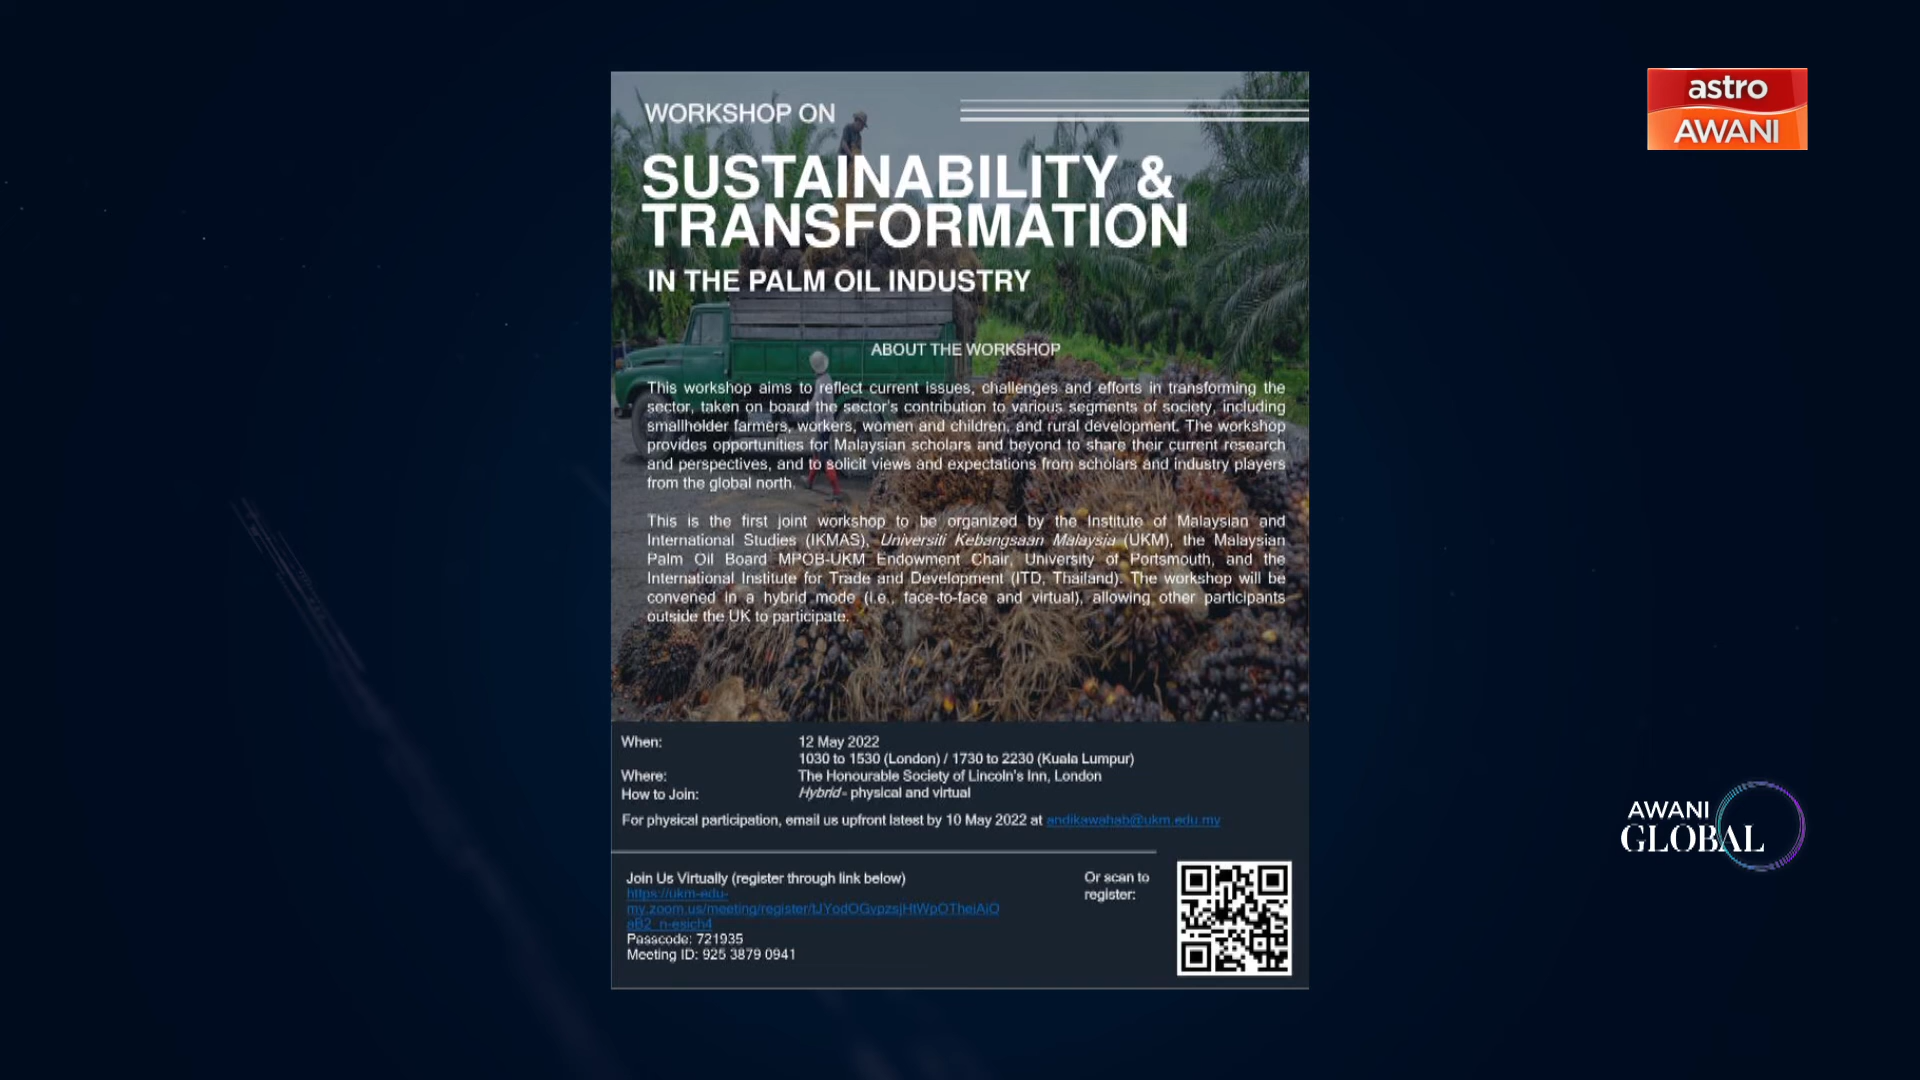 astro
AWANI
WORKSHOP ON
SUSTAINABILITY &
TRANSFORMATION
IN THE PALM OIL INDUSTRY
ABOUT THE WORKSHOP
This workshop aims to reflect current issues, challenges and efforts in transforming the
sector, taken on board the sector's contribution to various segments of society, including
smallholder farmers, workers, women and children, and rural development. The workshop
provides opportunities for Malaysian scholars and beyond to share their current research
and perspectives, and to solicit views and expectations from scholars and industry players
from the global north.
This is the first joint workshop to be organized by the Institute of Malaysian and
International Studies (IKMAS), Universiti Kebangsaan Malaysia (UKM), the Malaysian
Palm Oil Board MPOB-UKM Endowment Chair, University of Portsmouth, and the
International Institute for Trade and Development (ITD, Thailand). The workshop will be
convened in a hybrid mode (i.e., face-to-face and virtual), allowing other participants
outside the UK to participate.
When: 12 May 2022
1030 to 1530 (London) / 1730 to 2230 (Kuala Lumpur)
Where: The Honourable Society of Lincoln's Inn, London
How to Join: Hybrid - physical and virtual
For physical participation, email us upfront latest by 10 May 2022 at andikawahab@ukm.edu.my
Join Us Virtually (register through link below)
https://ukm-edu-
Passcode: 721935
Meeting ID: 925 3879 0941
Or scan to
register:
AWANI
GLOBAL